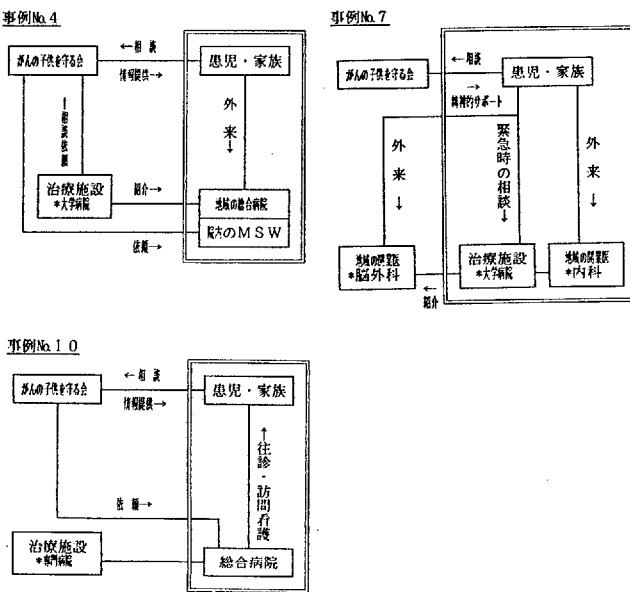 事例No.4
←相談
がんの子供を守る会
情報提供→
患児・家族
外来↓
←相談依頼
治療施設
*大学病院
紹介→
地域の総合病院
院内のMSW
依頼→
事例No.7
←相談
がんの子供を守る会
患児・家族
→
精神的サポート
外来↓
緊急時の相談↓
外来↓
地域の開業医
*脳外科
治療施設
*大学病院
地域の開業医
*内科
←
紹介
事例No.10
←相談
がんの子供を守る会
情報提供→
患児・家族
←往診・訪問看護
依頼→
治療施設
*専門病院
総合病院